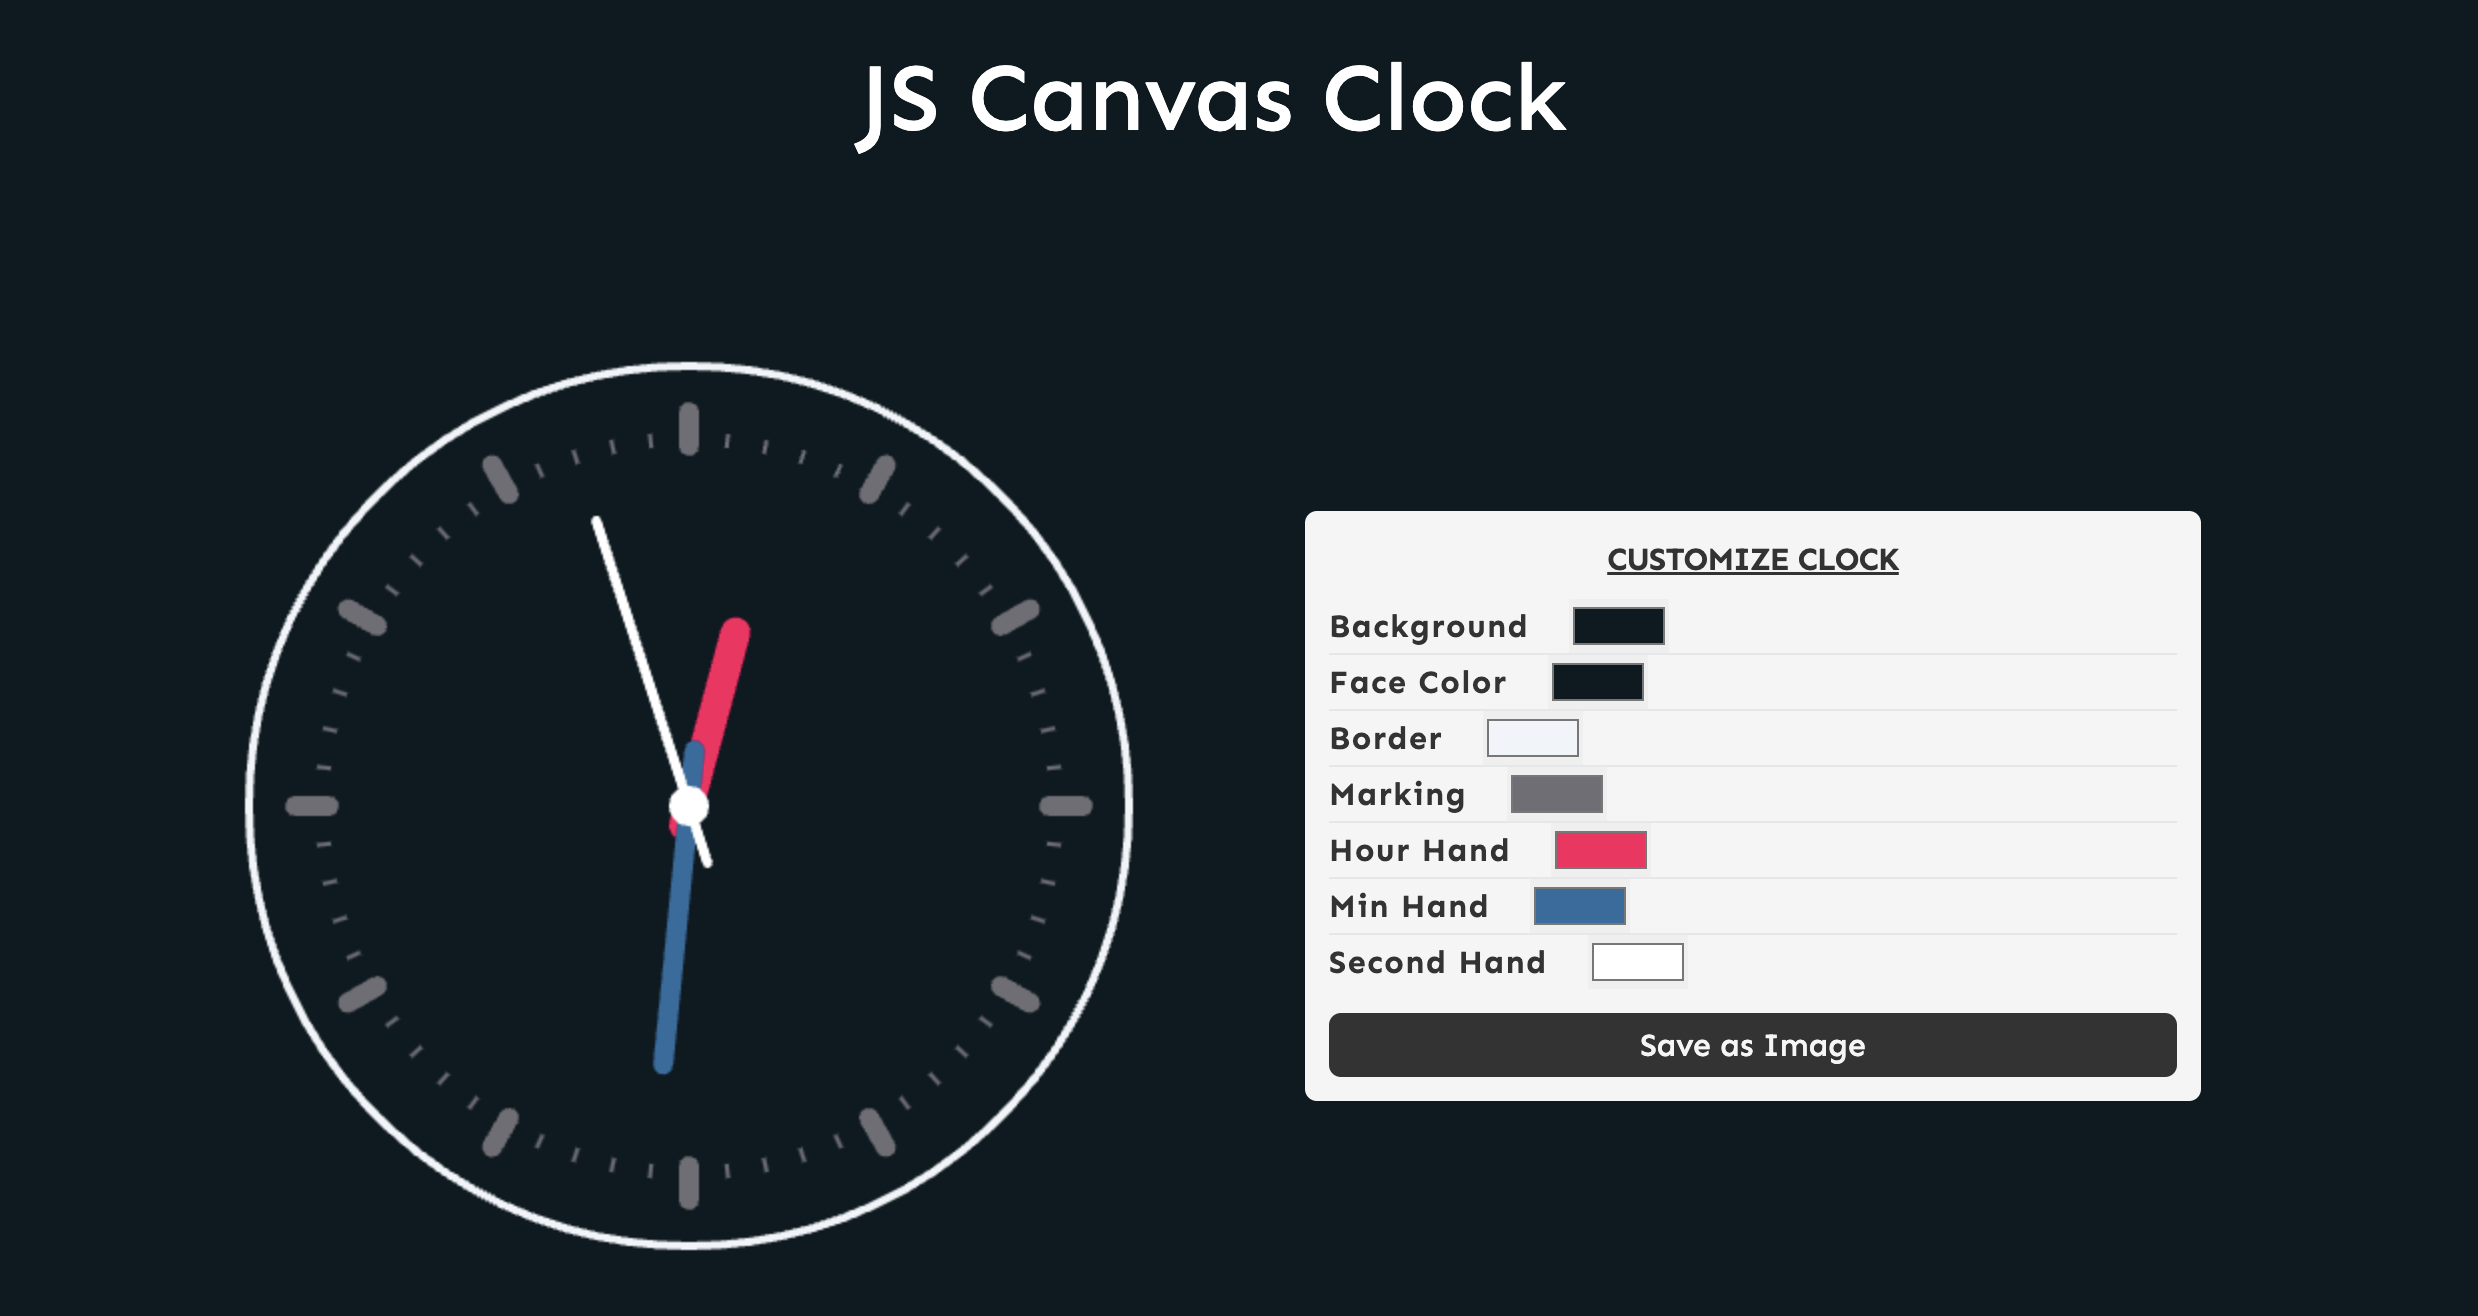 JS Canvas Clock
CUSTOMIZE CLOCK
Background
Face Color
Border
Marking
Hour Hand
Min Hand
Second Hand
Save as Image